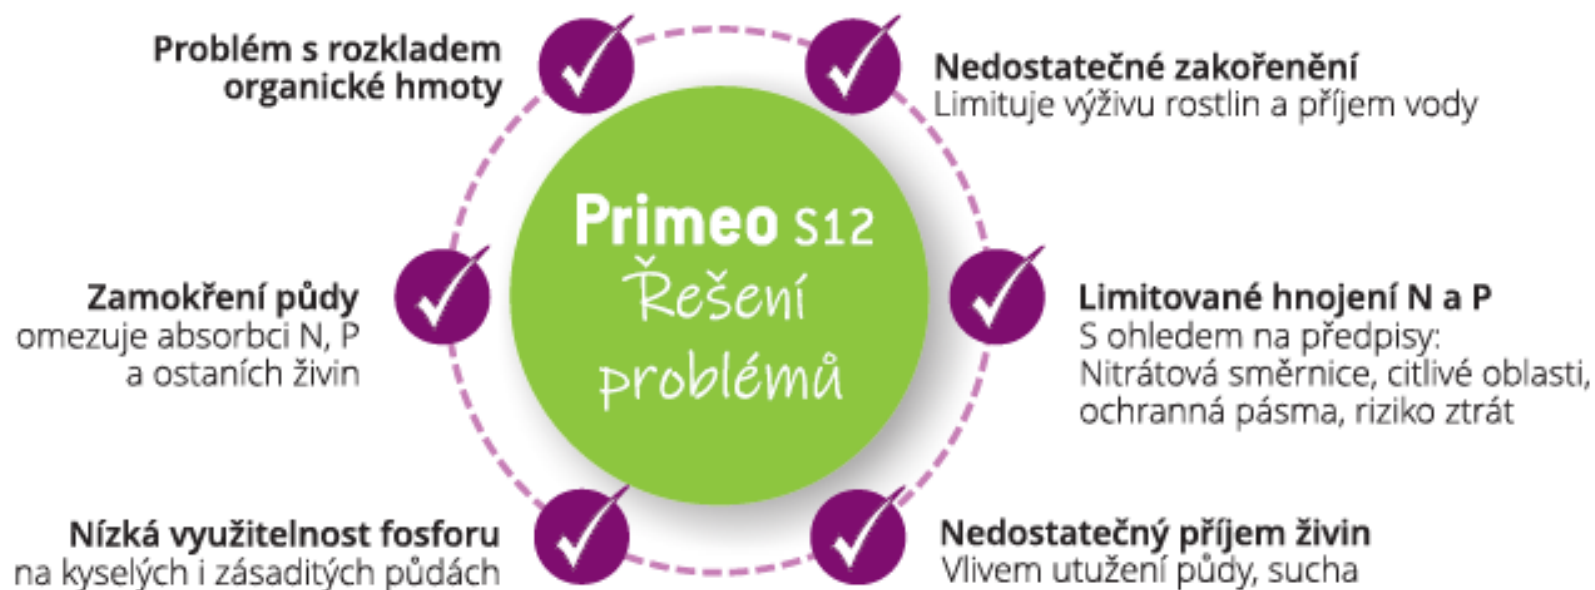 Problém s rozkladem
organické hmoty
Nedostatečné zakořenění
Limituje výživu rostlin a příjem vody
Primeo S12
Řešení
problémů
Zamokření půdy
omezuje absorbci N, P
a ostaních živin
Limitované hnojení N a P
S ohledem na předpisy:
Nitrátová směrnice, citlivé oblasti,
ochranná pásma, riziko ztrát
Nízká využitelnost fosforu
na kyselých i zásaditých půdách
Nedostatečný příjem živin
Vlivem utužení půdy, sucha